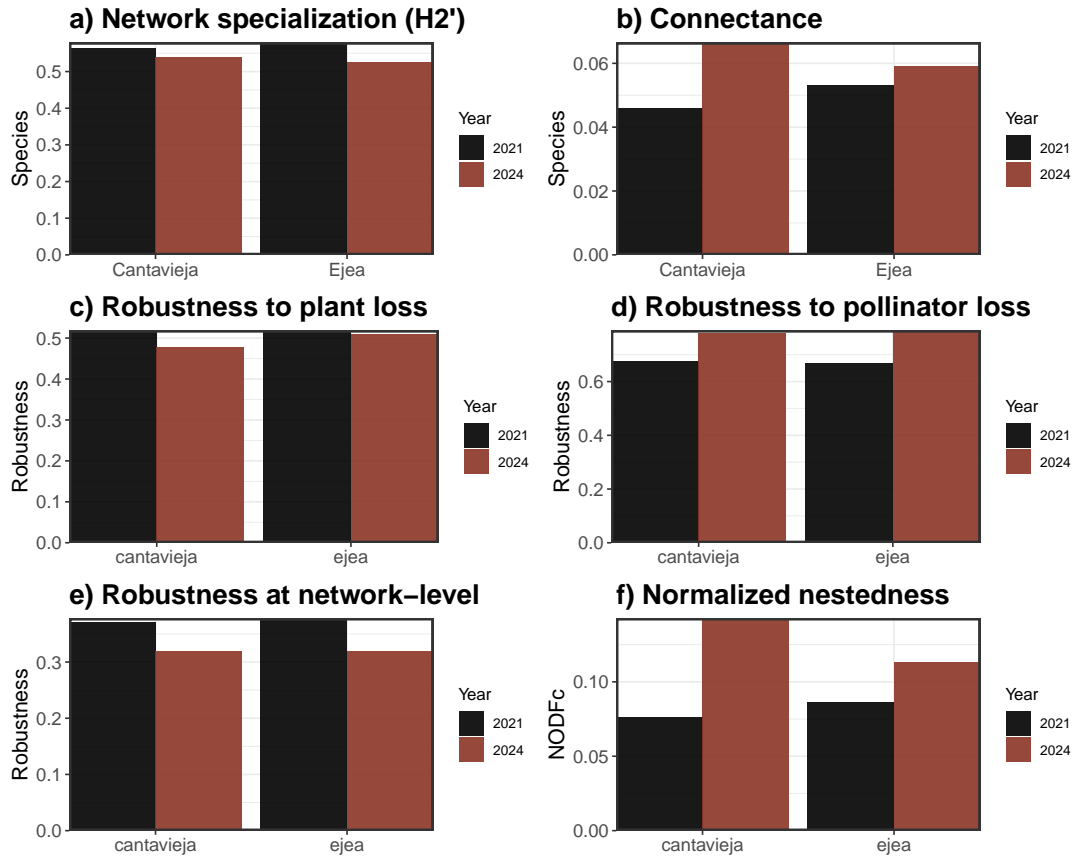 a) Network specialization (H2')
Species
0.5
0.4
0.3
0.2
0.1
0.0
Cantavieja
Ejea
Year
2021
2024
b) Connectance
Species
0.06
0.04
0.02
0.00
Cantavieja
Ejea
Year
2021
2024
c) Robustness to plant loss
Robustness
0.5
0.4
0.3
0.2
0.1
0.0
cantavieja
ejea
Year
2021
2024
d) Robustness to pollinator loss
Robustness
0.6
0.4
0.2
0.0
cantavieja
ejea
Year
2021
2024
e) Robustness at network−level
Robustness
0.3
0.2
0.1
0.0
cantavieja
ejea
Year
2021
2024
f) Normalized nestedness
NODFc
0.10
0.05
0.00
cantavieja
ejea
Year
2021
2024